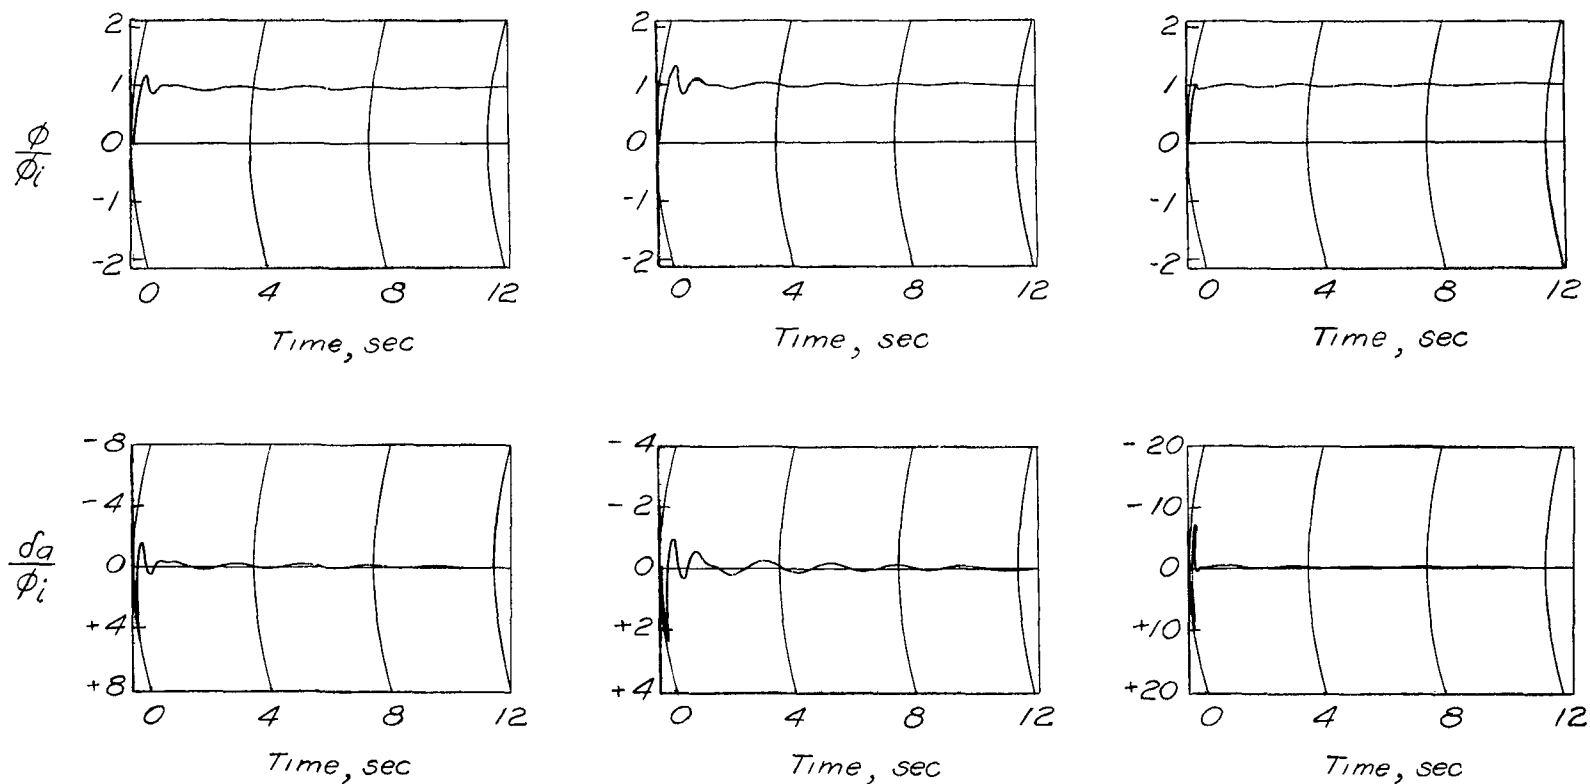 2 2 2
1 1 1
φ/φi 0 0 0
-1 -1 -1
-2 -2 -2
0 4 8 12 0 4 8 12 0 4 8 12
Time, sec Time, sec Time, sec
-8 -4 -20
-4 -2 -10
δa/φi 0 0 0
+4 +2 +10
+8 +4 +20
0 4 8 12 0 4 8 12 0 4 8 12
Time, sec Time, sec Time, sec